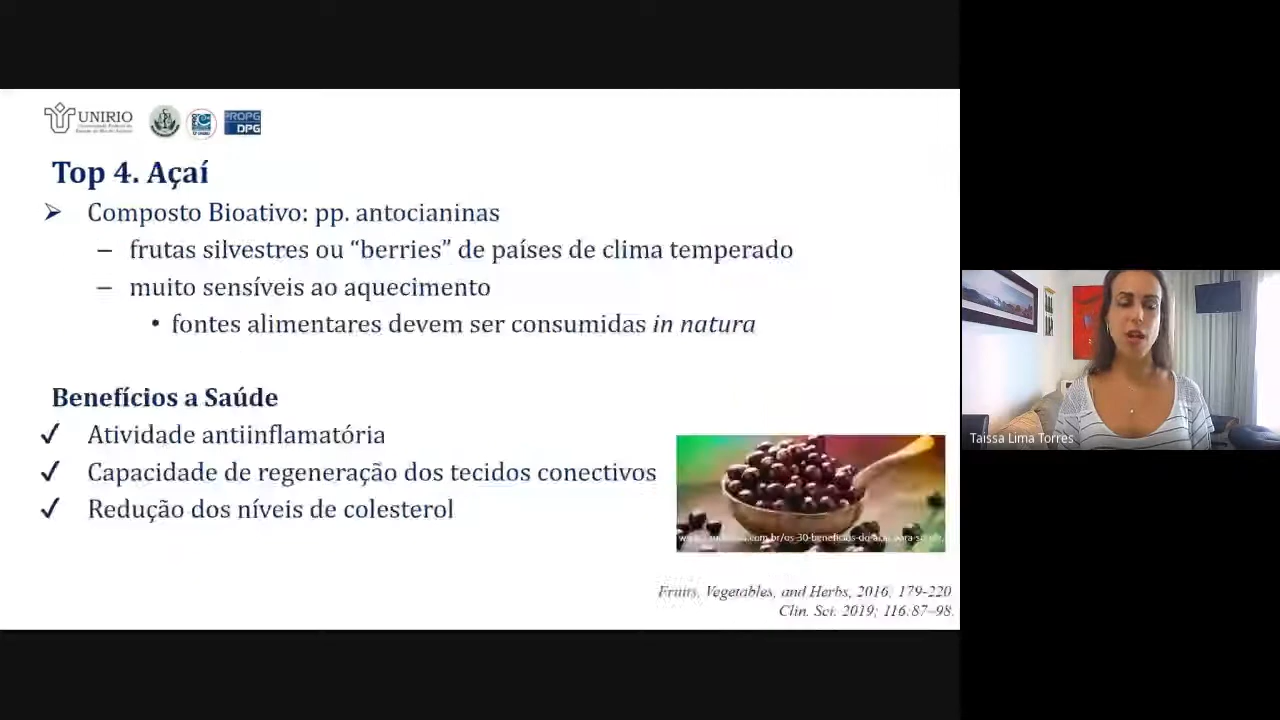 UNIRIO
PROPG
DPG
Top 4. Açaí
Composto Bioativo: pp. antocianinas
– frutas silvestres ou “berries” de países de clima temperado
– muito sensíveis ao aquecimento
• fontes alimentares devem ser consumidas in natura
Benefícios a Saúde
✓ Atividade antiinflamatória
✓ Capacidade de regeneração dos tecidos conectivos
✓ Redução dos níveis de colesterol
Fruits, Vegetables, and Herbs, 2016, 179-220
Clin. Sci. 2019; 116.87–98.
Taissa Lima Torres